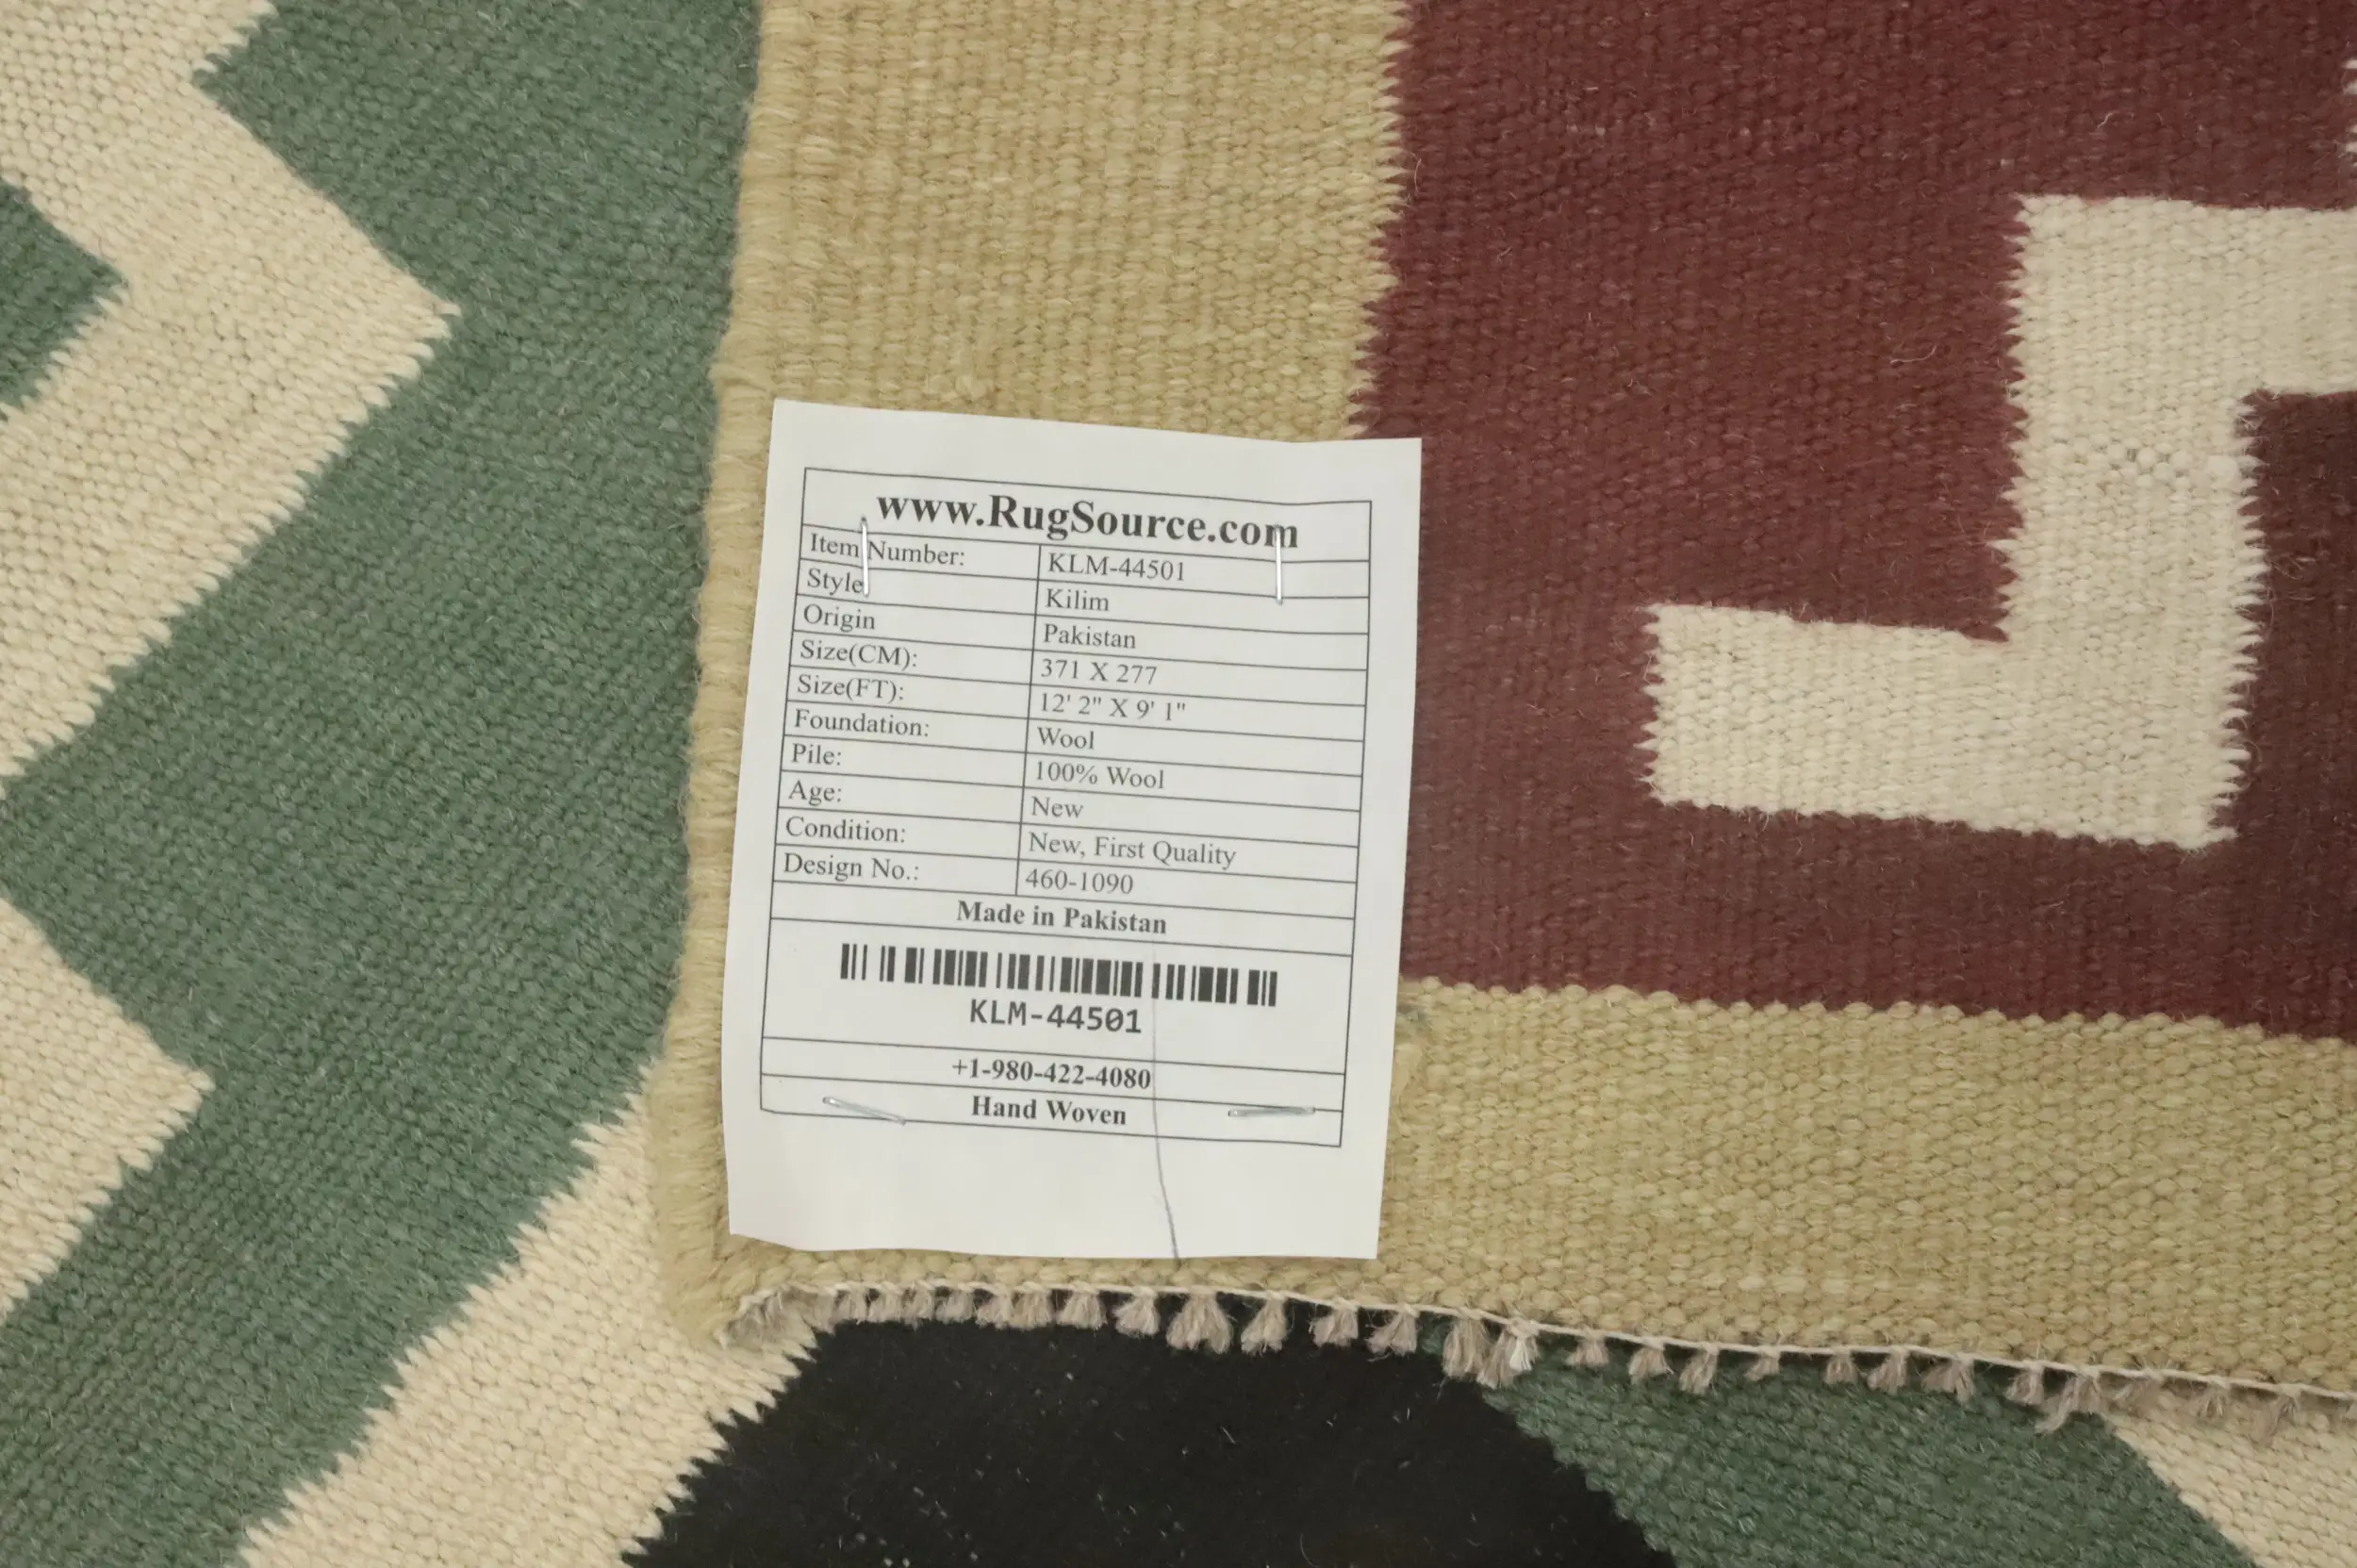 www.RugSource.com
Item Number: KLM-44501
Style: Kilim
Origin Pakistan
Size(CM): 371 X 277
Size(FT): 12' 2" X 9' 1"
Foundation: Wool
Pile: 100% Wool
Age: New
Condition: New, First Quality
Design No.: 460-1090
Made in Pakistan
KLM-44501
+1-980-422-4080
Hand Woven